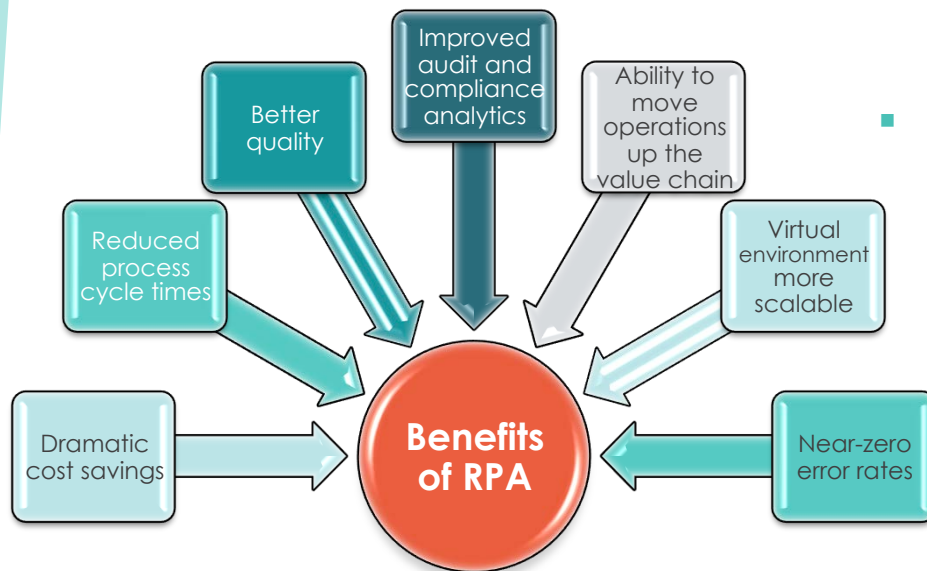 Dramatic
cost savings
Reduced
process
cycle times
Better
quality
Improved
audit and
compliance
analytics
Ability to
move
operations
up the
value chain
Virtual
environment
more
scalable
Near-zero
error rates
Benefits
of RPA